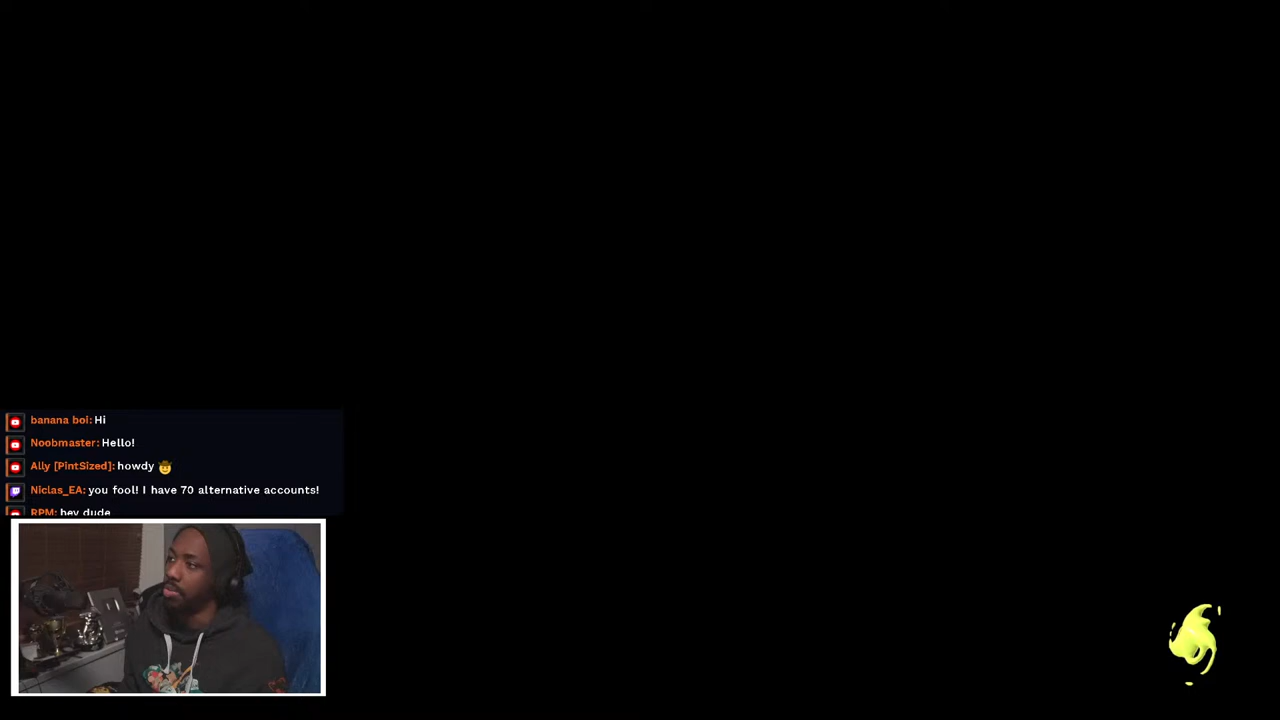 banana boi: Hi
Noobmaster: Hello!
Ally [PintSized]: howdy 🤠
Niclas_EA: you fool! I have 70 alternative accounts!
RPM: hey dude